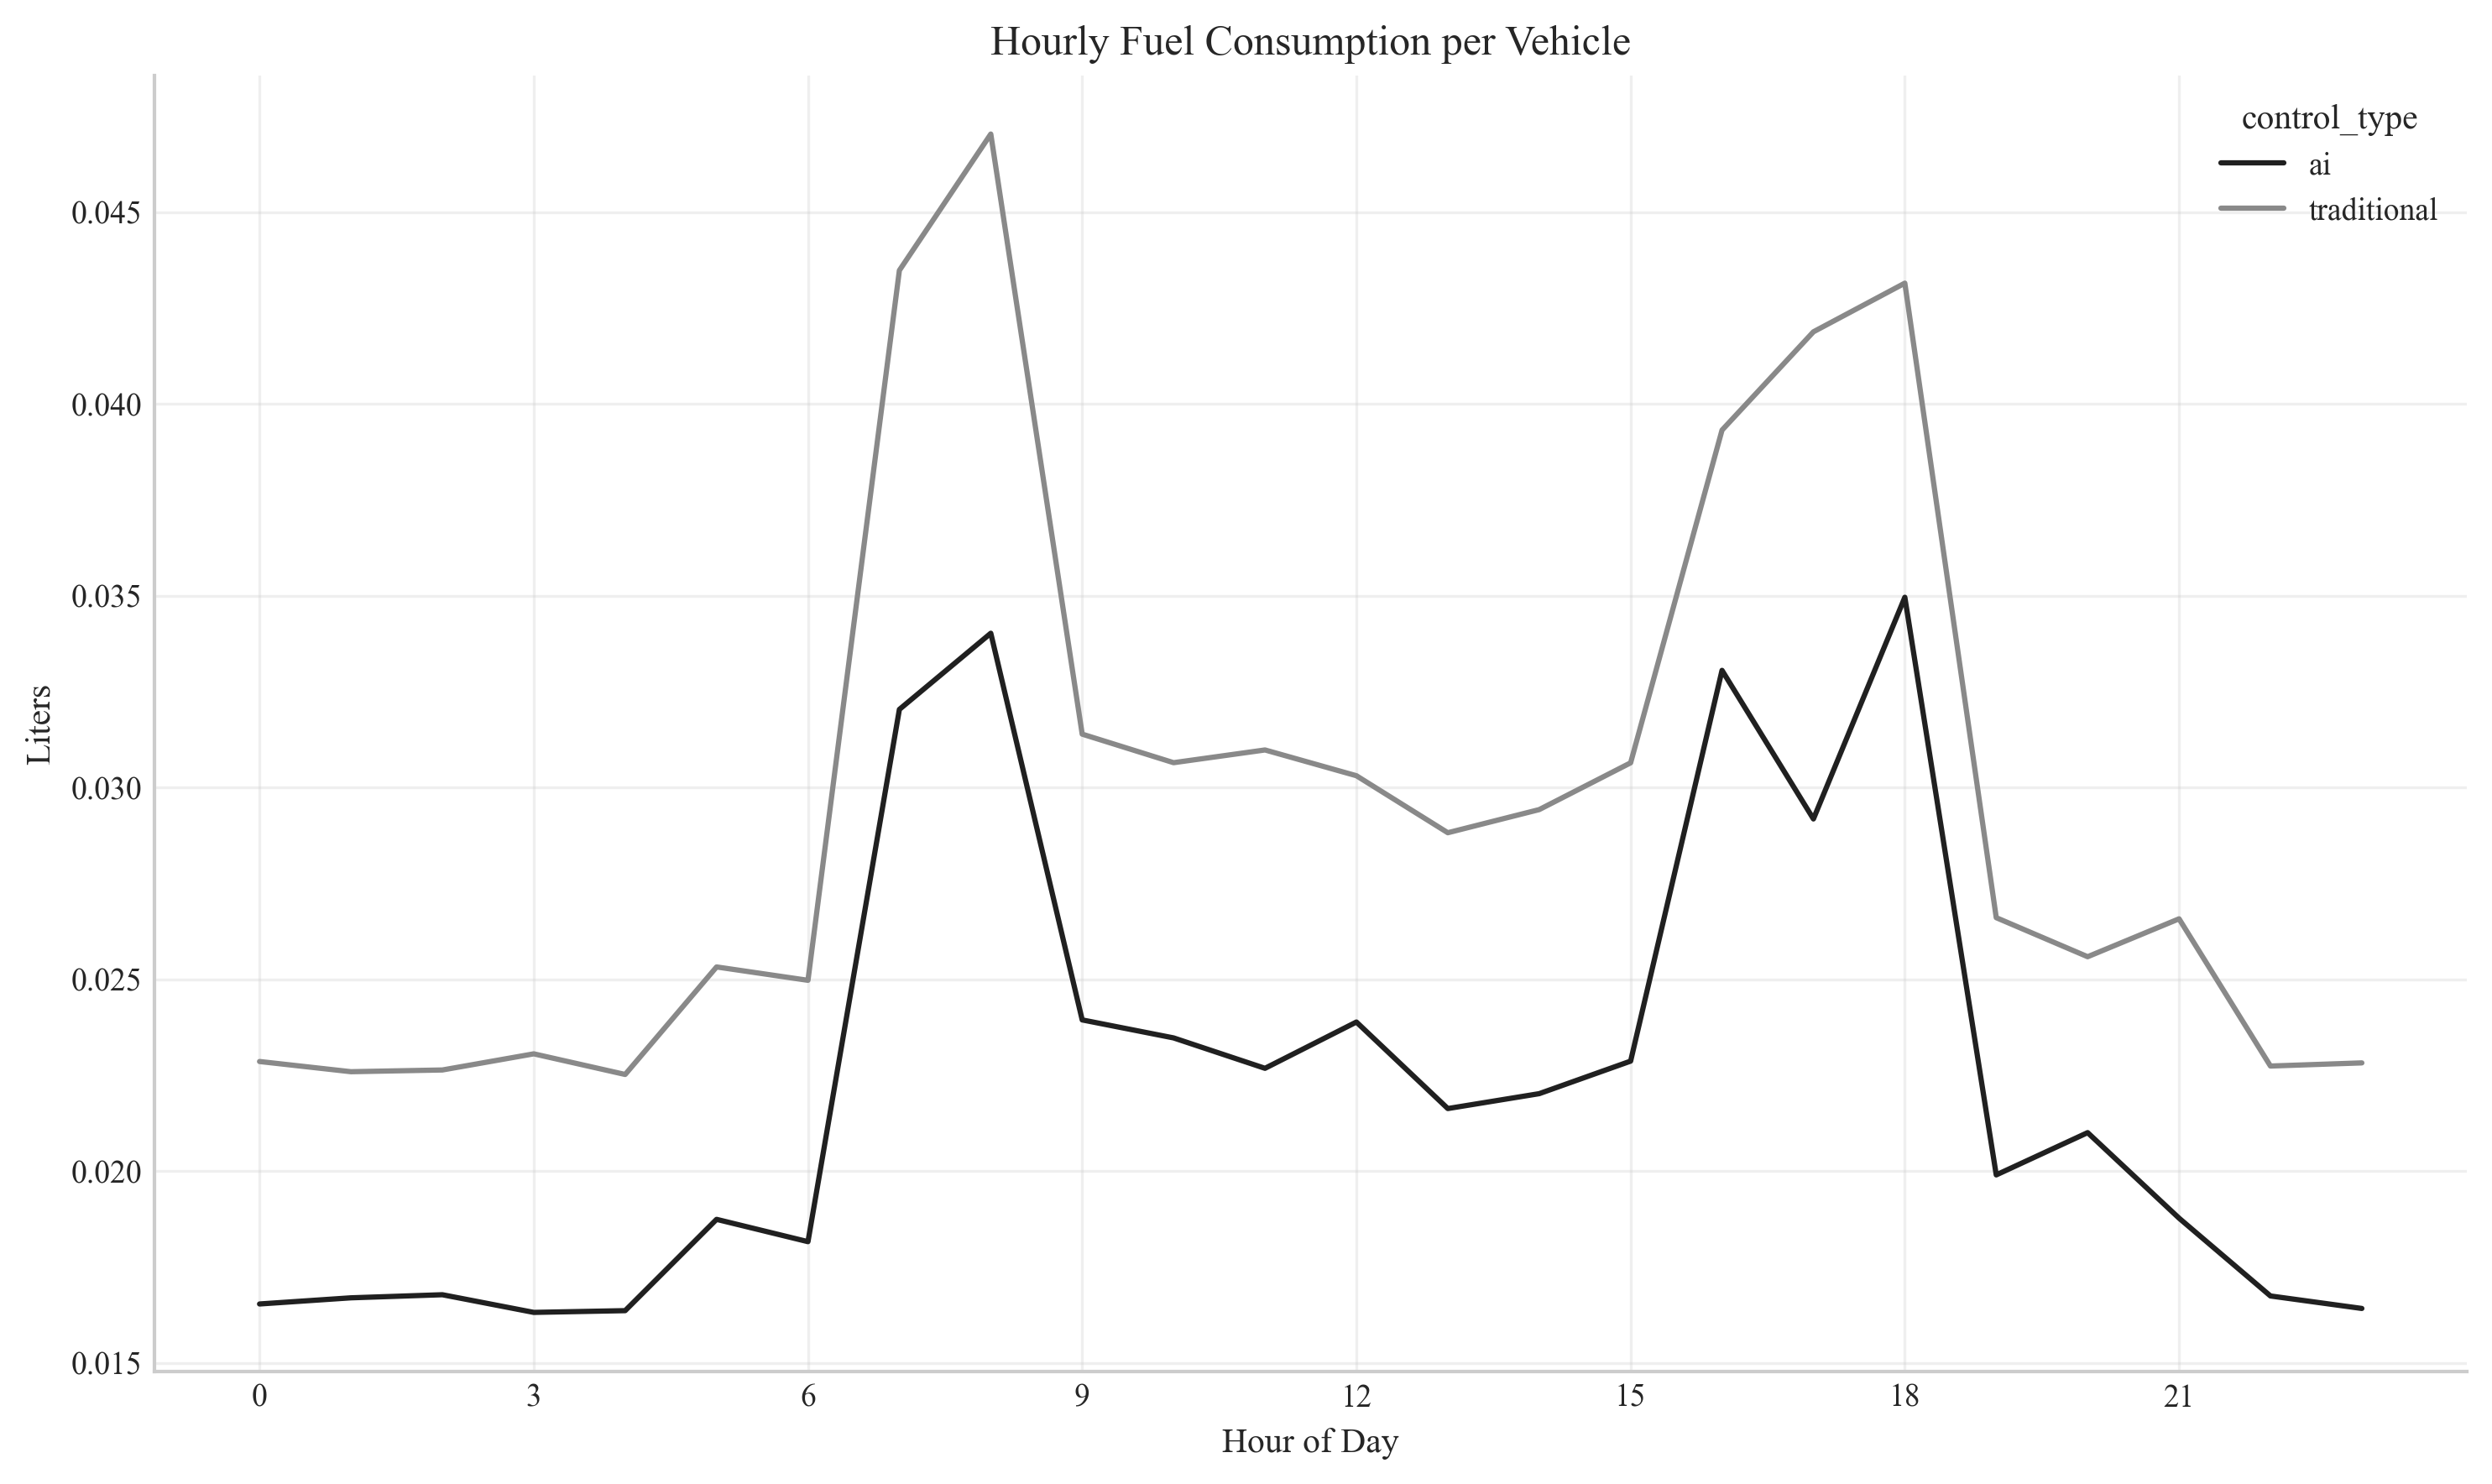 Hourly Fuel Consumption per Vehicle
control_type
ai
traditional
0.045
0.040
0.035
0.030
0.025
0.020
0.015
Liters
0 3 6 9 12 15 18 21
Hour of Day